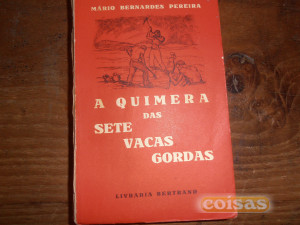 MÁRIO BERNARDES PEREIRA
A QUIMERA
DAS
SETE
VACAS
GORDAS
LIVRARIA BERTRAND
coisas